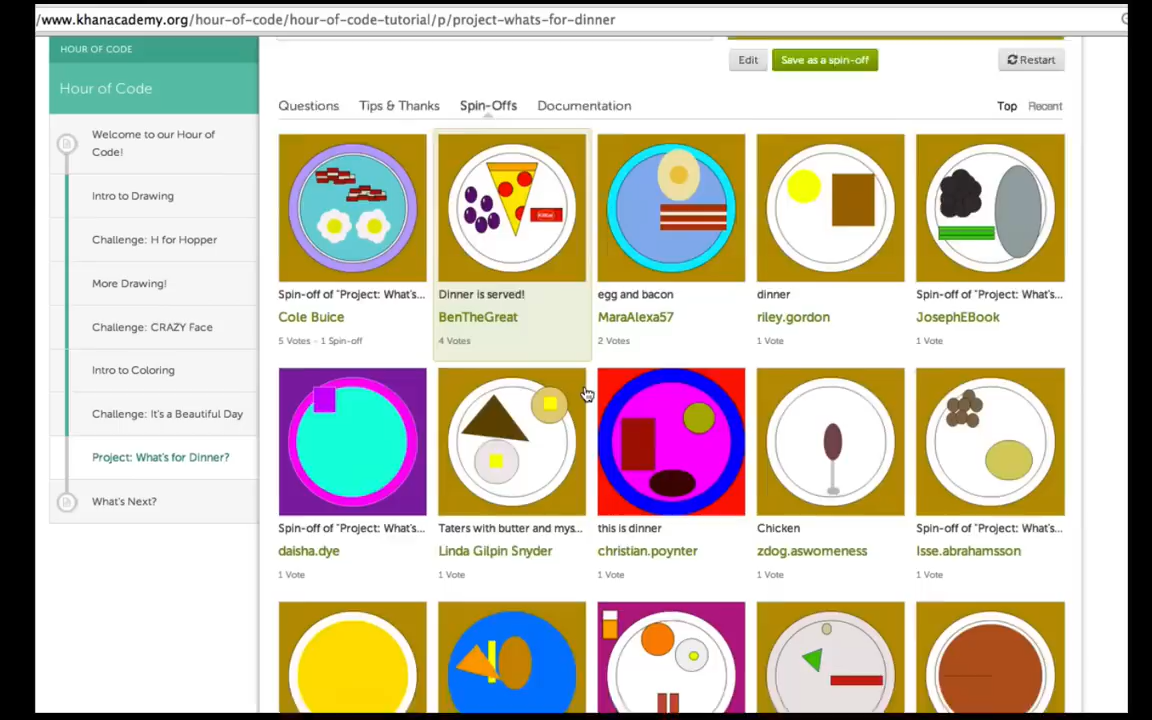 /www.khanacademy.org/hour-of-code/hour-of-code-tutorial/p/project-whats-for-dinner
HOUR OF CODE
Hour of Code
Welcome to our Hour of
Code!
Intro to Drawing
Challenge: H for Hopper
More Drawing!
Challenge: CRAZY Face
Intro to Coloring
Challenge: It's a Beautiful Day
Project: What's for Dinner?
What's Next?
Edit
Save as a spin-off
Restart
Questions
Tips & Thanks
Spin-Offs
Documentation
Top
Recent
Spin-off of "Project: What's...
Cole Buice
5 Votes - 1 Spin-off
Dinner is served!
BenTheGreat
4 Votes
egg and bacon
MaraAlexa57
2 Votes
dinner
riley.gordon
1 Vote
Spin-off of "Project: What's...
JosephEBook
1 Vote
Spin-off of "Project: What's...
daisha.dye
1 Vote
Taters with butter and mys...
Linda Gilpin Snyder
1 Vote
this is dinner
christian.poynter
1 Vote
Chicken
zdog.aswomeness
1 Vote
Spin-off of "Project: What's...
Isse.abrahamsson
1 Vote